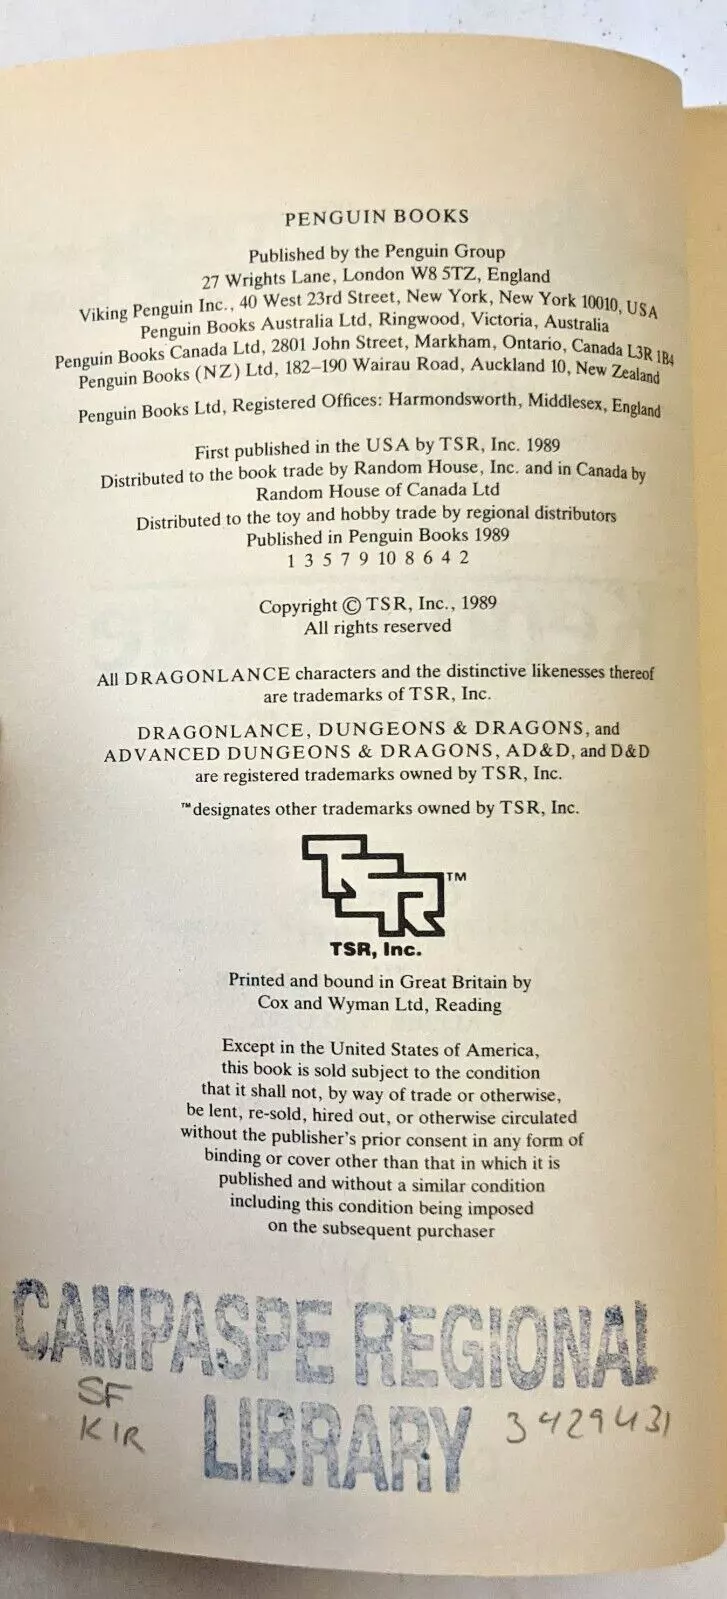 PENGUIN BOOKS
Published by the Penguin Group
27 Wrights Lane, London W8 5TZ, England
Viking Penguin Inc., 40 West 23rd Street, New York, New York 10010, USA
Penguin Books Australia Ltd, Ringwood, Victoria, Australia
Penguin Books Canada Ltd, 2801 John Street, Markham, Ontario, Canada L3R 1B4
Penguin Books (NZ) Ltd, 182–190 Wairau Road, Auckland 10, New Zealand
Penguin Books Ltd, Registered Offices: Harmondsworth, Middlesex, England
First published in the USA by TSR, Inc. 1989
Distributed to the book trade by Random House, Inc. and in Canada by
Random House of Canada Ltd
Distributed to the toy and hobby trade by regional distributors
Published in Penguin Books 1989
1 3 5 7 9 10 8 6 4 2
Copyright © TSR, Inc., 1989
All rights reserved
All DRAGONLANCE characters and the distinctive likenesses thereof
are trademarks of TSR, Inc.
DRAGONLANCE, DUNGEONS & DRAGONS, and
ADVANCED DUNGEONS & DRAGONS, AD&D, and D&D
are registered trademarks owned by TSR, Inc.
™designates other trademarks owned by TSR, Inc.
TSR™
TSR, Inc.
Printed and bound in Great Britain by
Cox and Wyman Ltd, Reading
Except in the United States of America,
this book is sold subject to the condition
that it shall not, by way of trade or otherwise,
be lent, re-sold, hired out, or otherwise circulated
without the publisher's prior consent in any form of
binding or cover other than that in which it is
published and without a similar condition
including this condition being imposed
on the subsequent purchaser
CAMPASPE REGIONAL
LIBRARY
SF
KIR
3429431